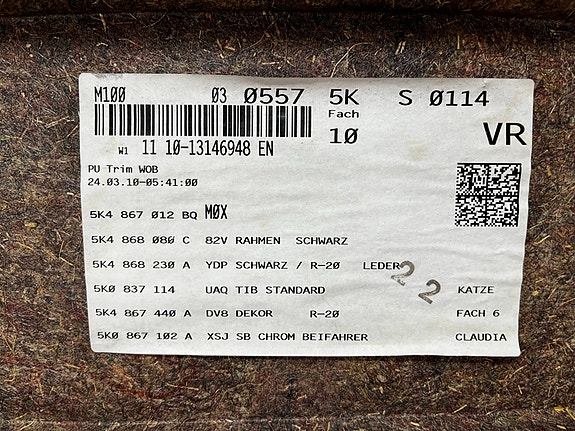 M100 03 0557 5K S 0114
Fach
10 VR
W1 11 10-13146948 EN
PU Trim WOB
24.03.10-05:41:00
5K4 867 012 BQ MØX
5K4 868 080 C 82V RAHMEN SCHWARZ
5K4 868 230 A YDP SCHWARZ / R-20 LEDER
22
5K0 837 114 UAQ TIB STANDARD KATZE
5K4 867 440 A DV8 DEKOR R-20 FACH 6
5K0 867 102 A XSJ SB CHROM BEIFAHRER CLAUDIA